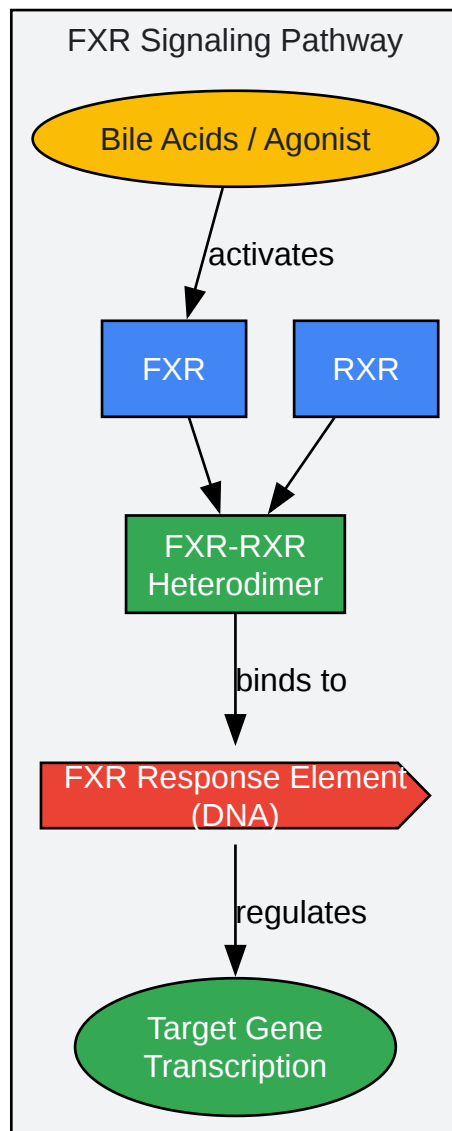 FXR Signaling Pathway
Bile Acids / Agonist
activates
FXR
RXR
FXR-RXR
Heterodimer
binds to
FXR Response Element
(DNA)
regulates
Target Gene
Transcription